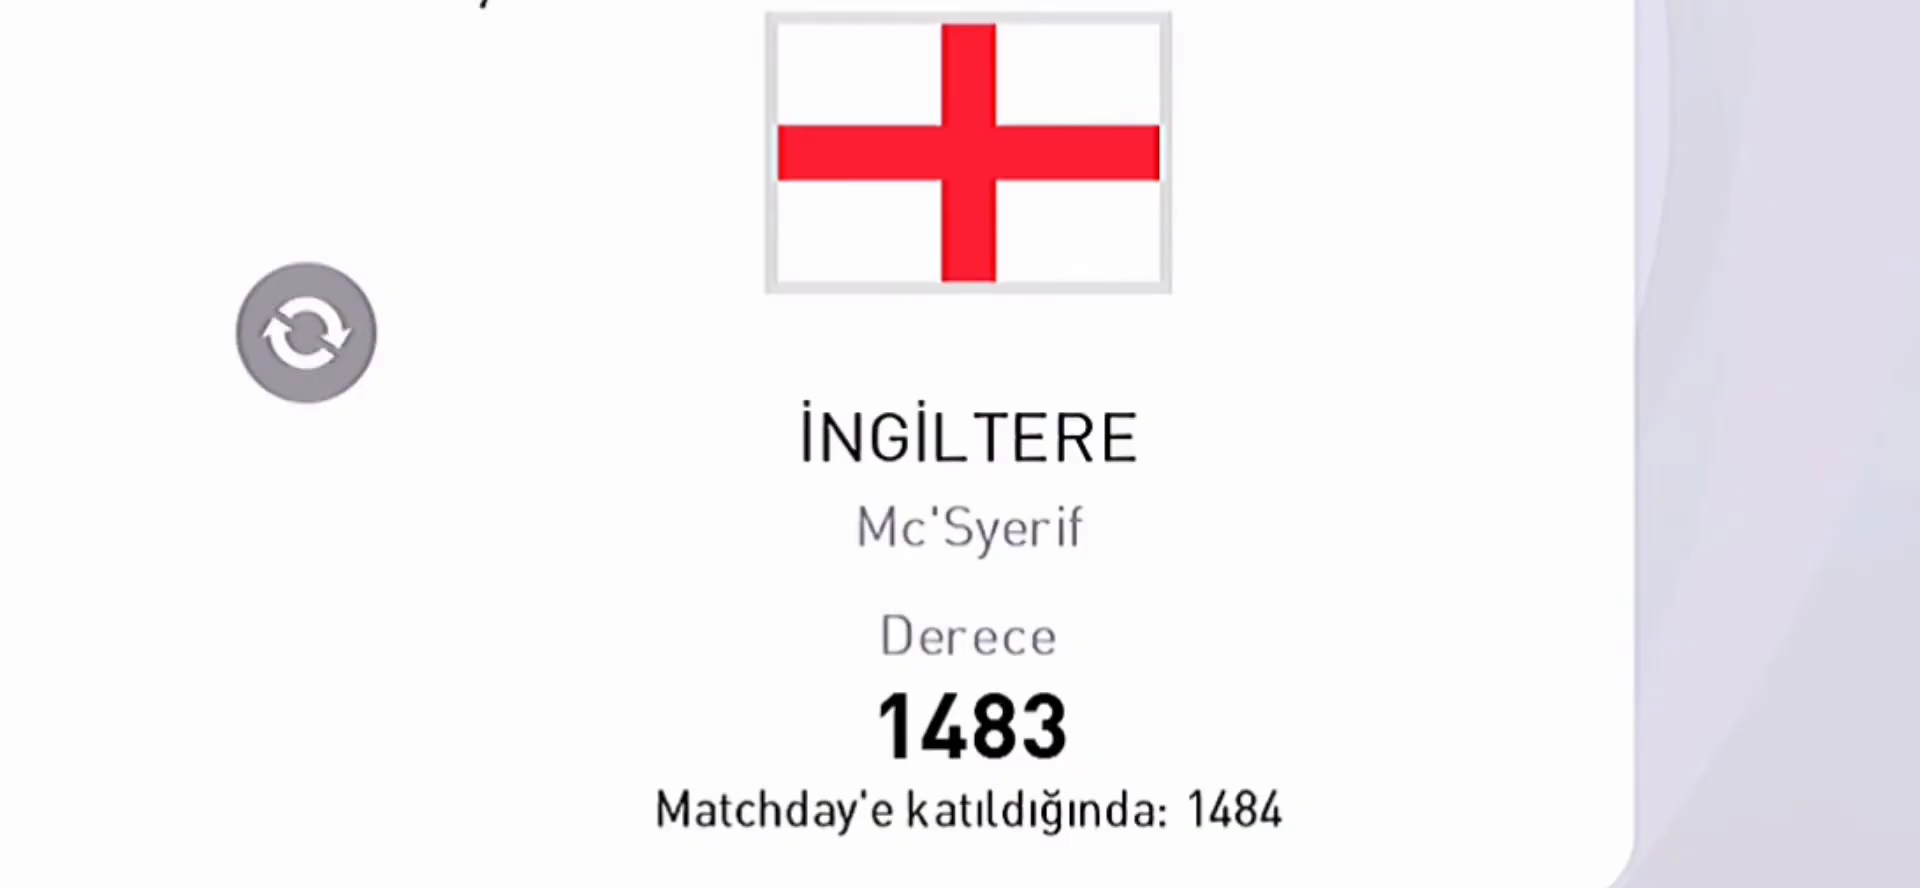 İNGİLTERE
Mc'Syerif
Derece
1483
Matchday'e katıldığında: 1484